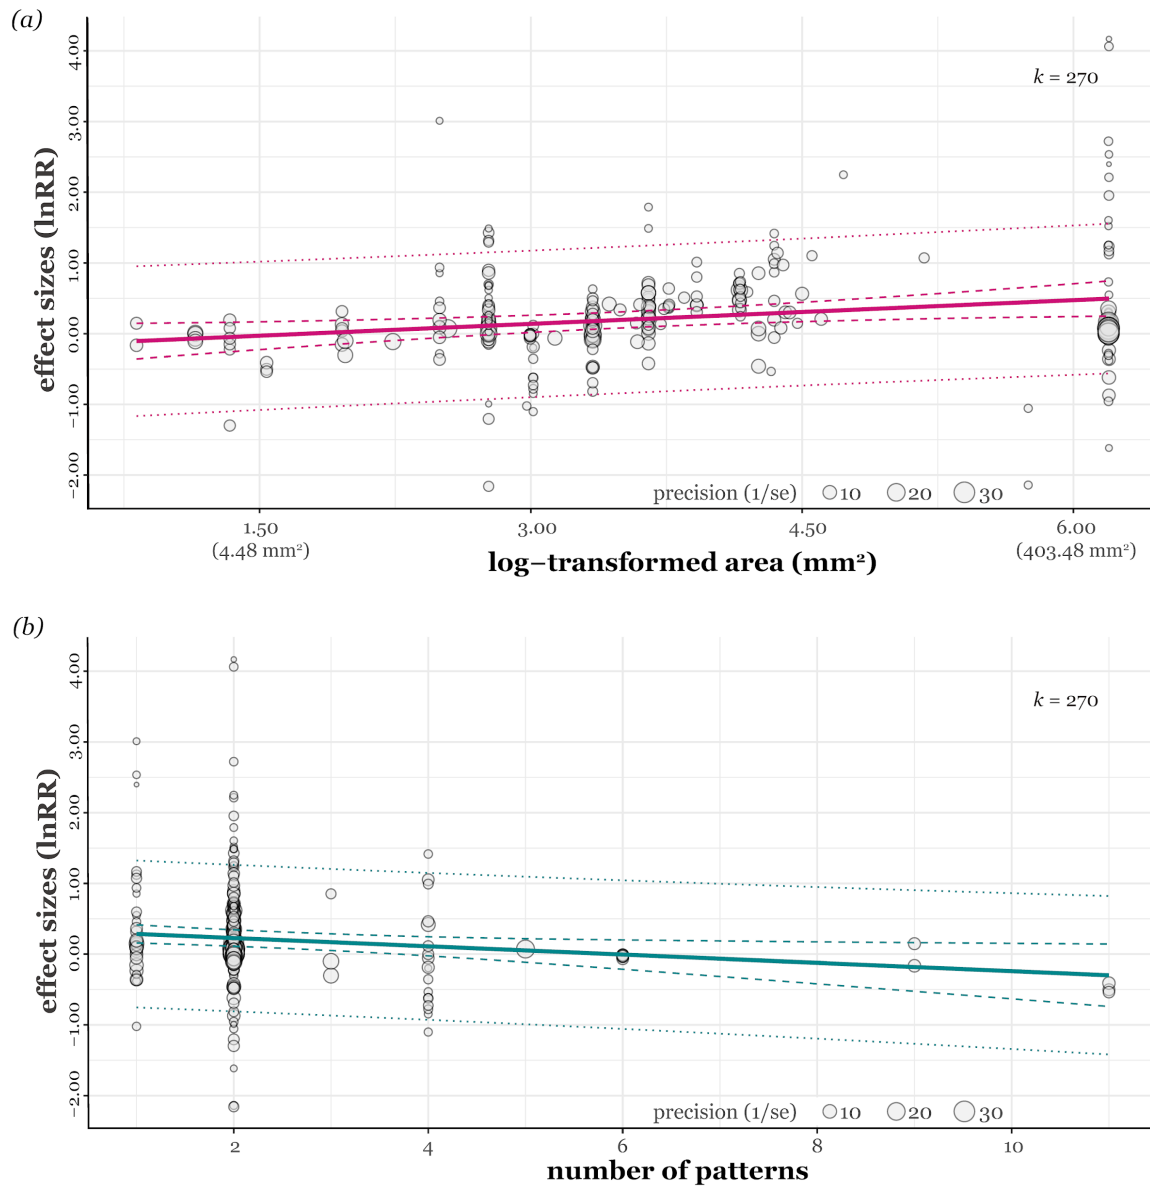 (a)
effect sizes (lnRR)
4.00
3.00
2.00
1.00
0.00
−1.00
−2.00
k = 270
precision (1/se) 10 20 30
1.50 3.00 4.50 6.00
(4.48 mm²) (403.48 mm²)
log−transformed area (mm²)
(b)
effect sizes (lnRR)
4.00
3.00
2.00
1.00
0.00
−1.00
−2.00
k = 270
precision (1/se) 10 20 30
2 4 6 8 10
number of patterns